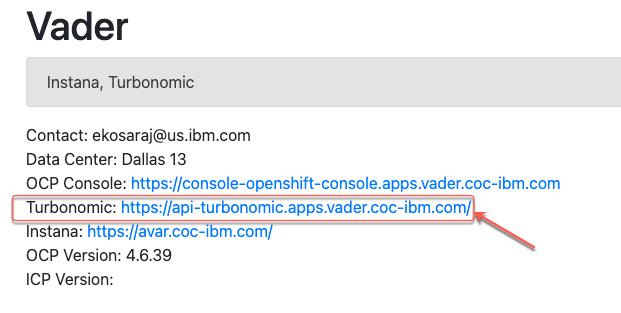 Vader
Instana, Turbonomic
Contact: ekosaraj@us.ibm.com
Data Center: Dallas 13
OCP Console: https://console-openshift-console.apps.vader.coc-ibm.com
Turbonomic: https://api-turbonomic.apps.vader.coc-ibm.com/
Instana: https://avar.coc-ibm.com/
OCP Version: 4.6.39
ICP Version: